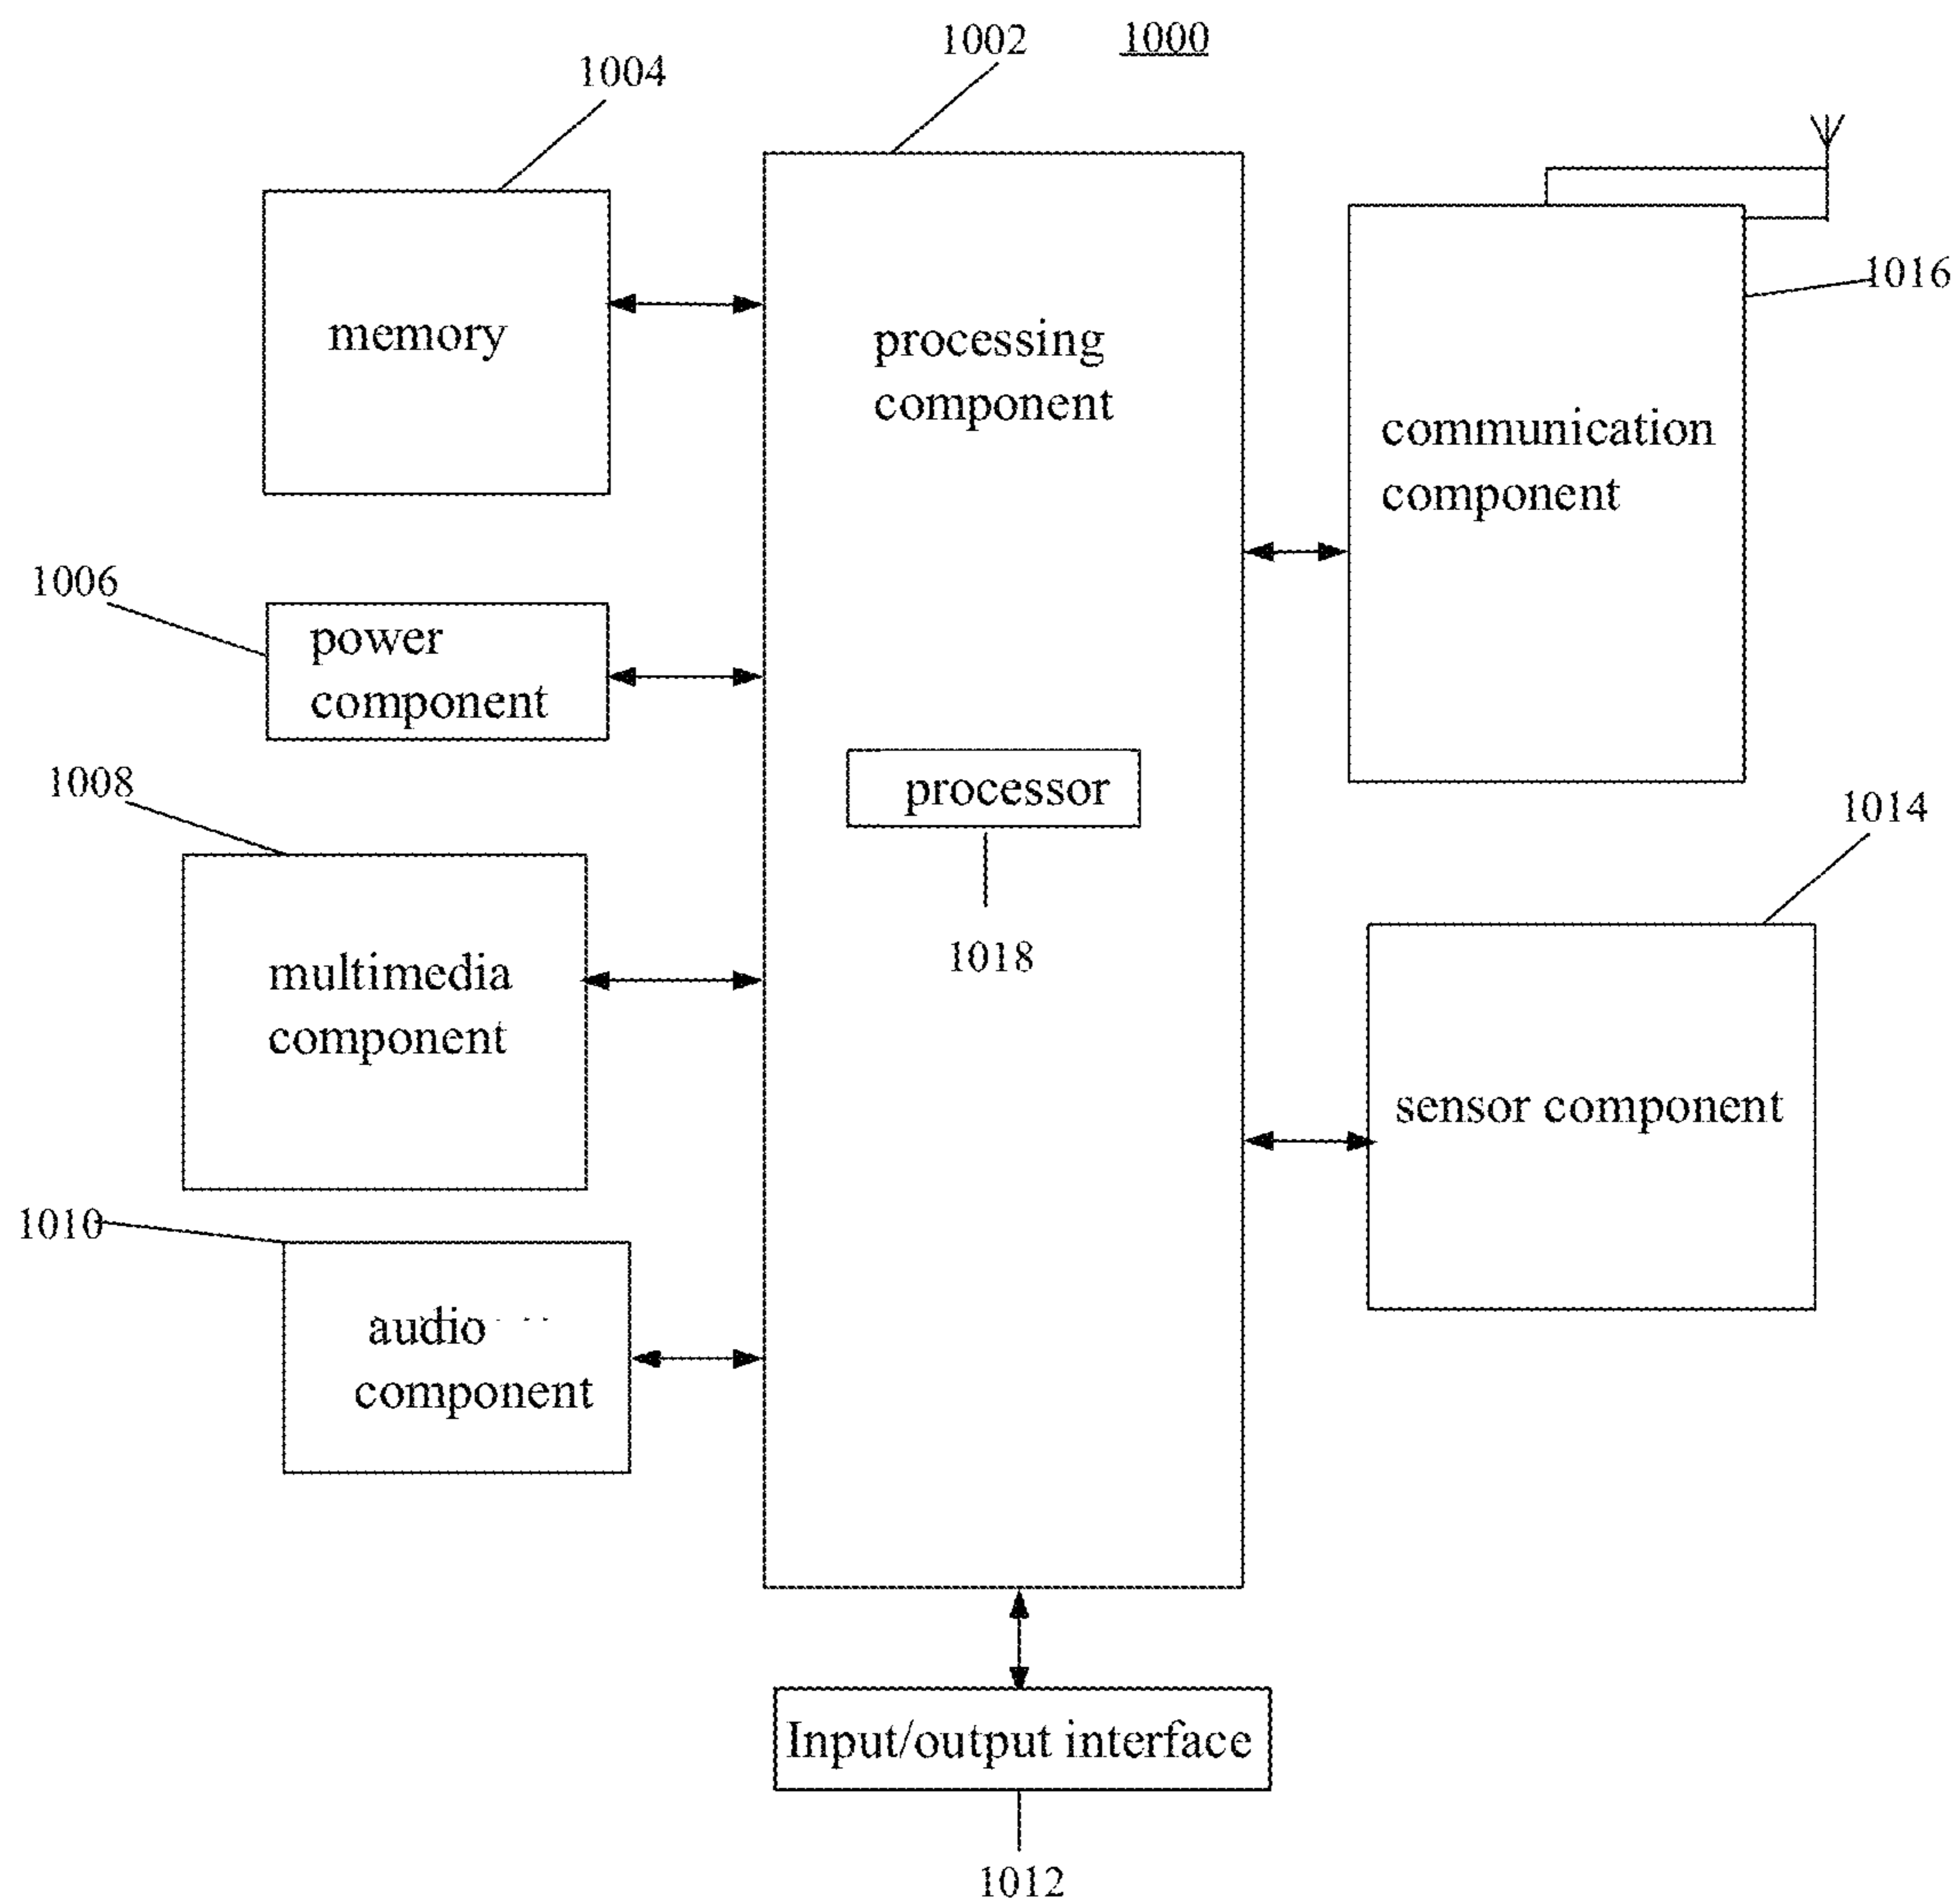 1002
1000
1004
memory
processing
component
1016
communication
component
1006
power
component
1008
processor
1014
1018
multimedia
component
sensor component
1010
audio
component
Input/output interface
1012